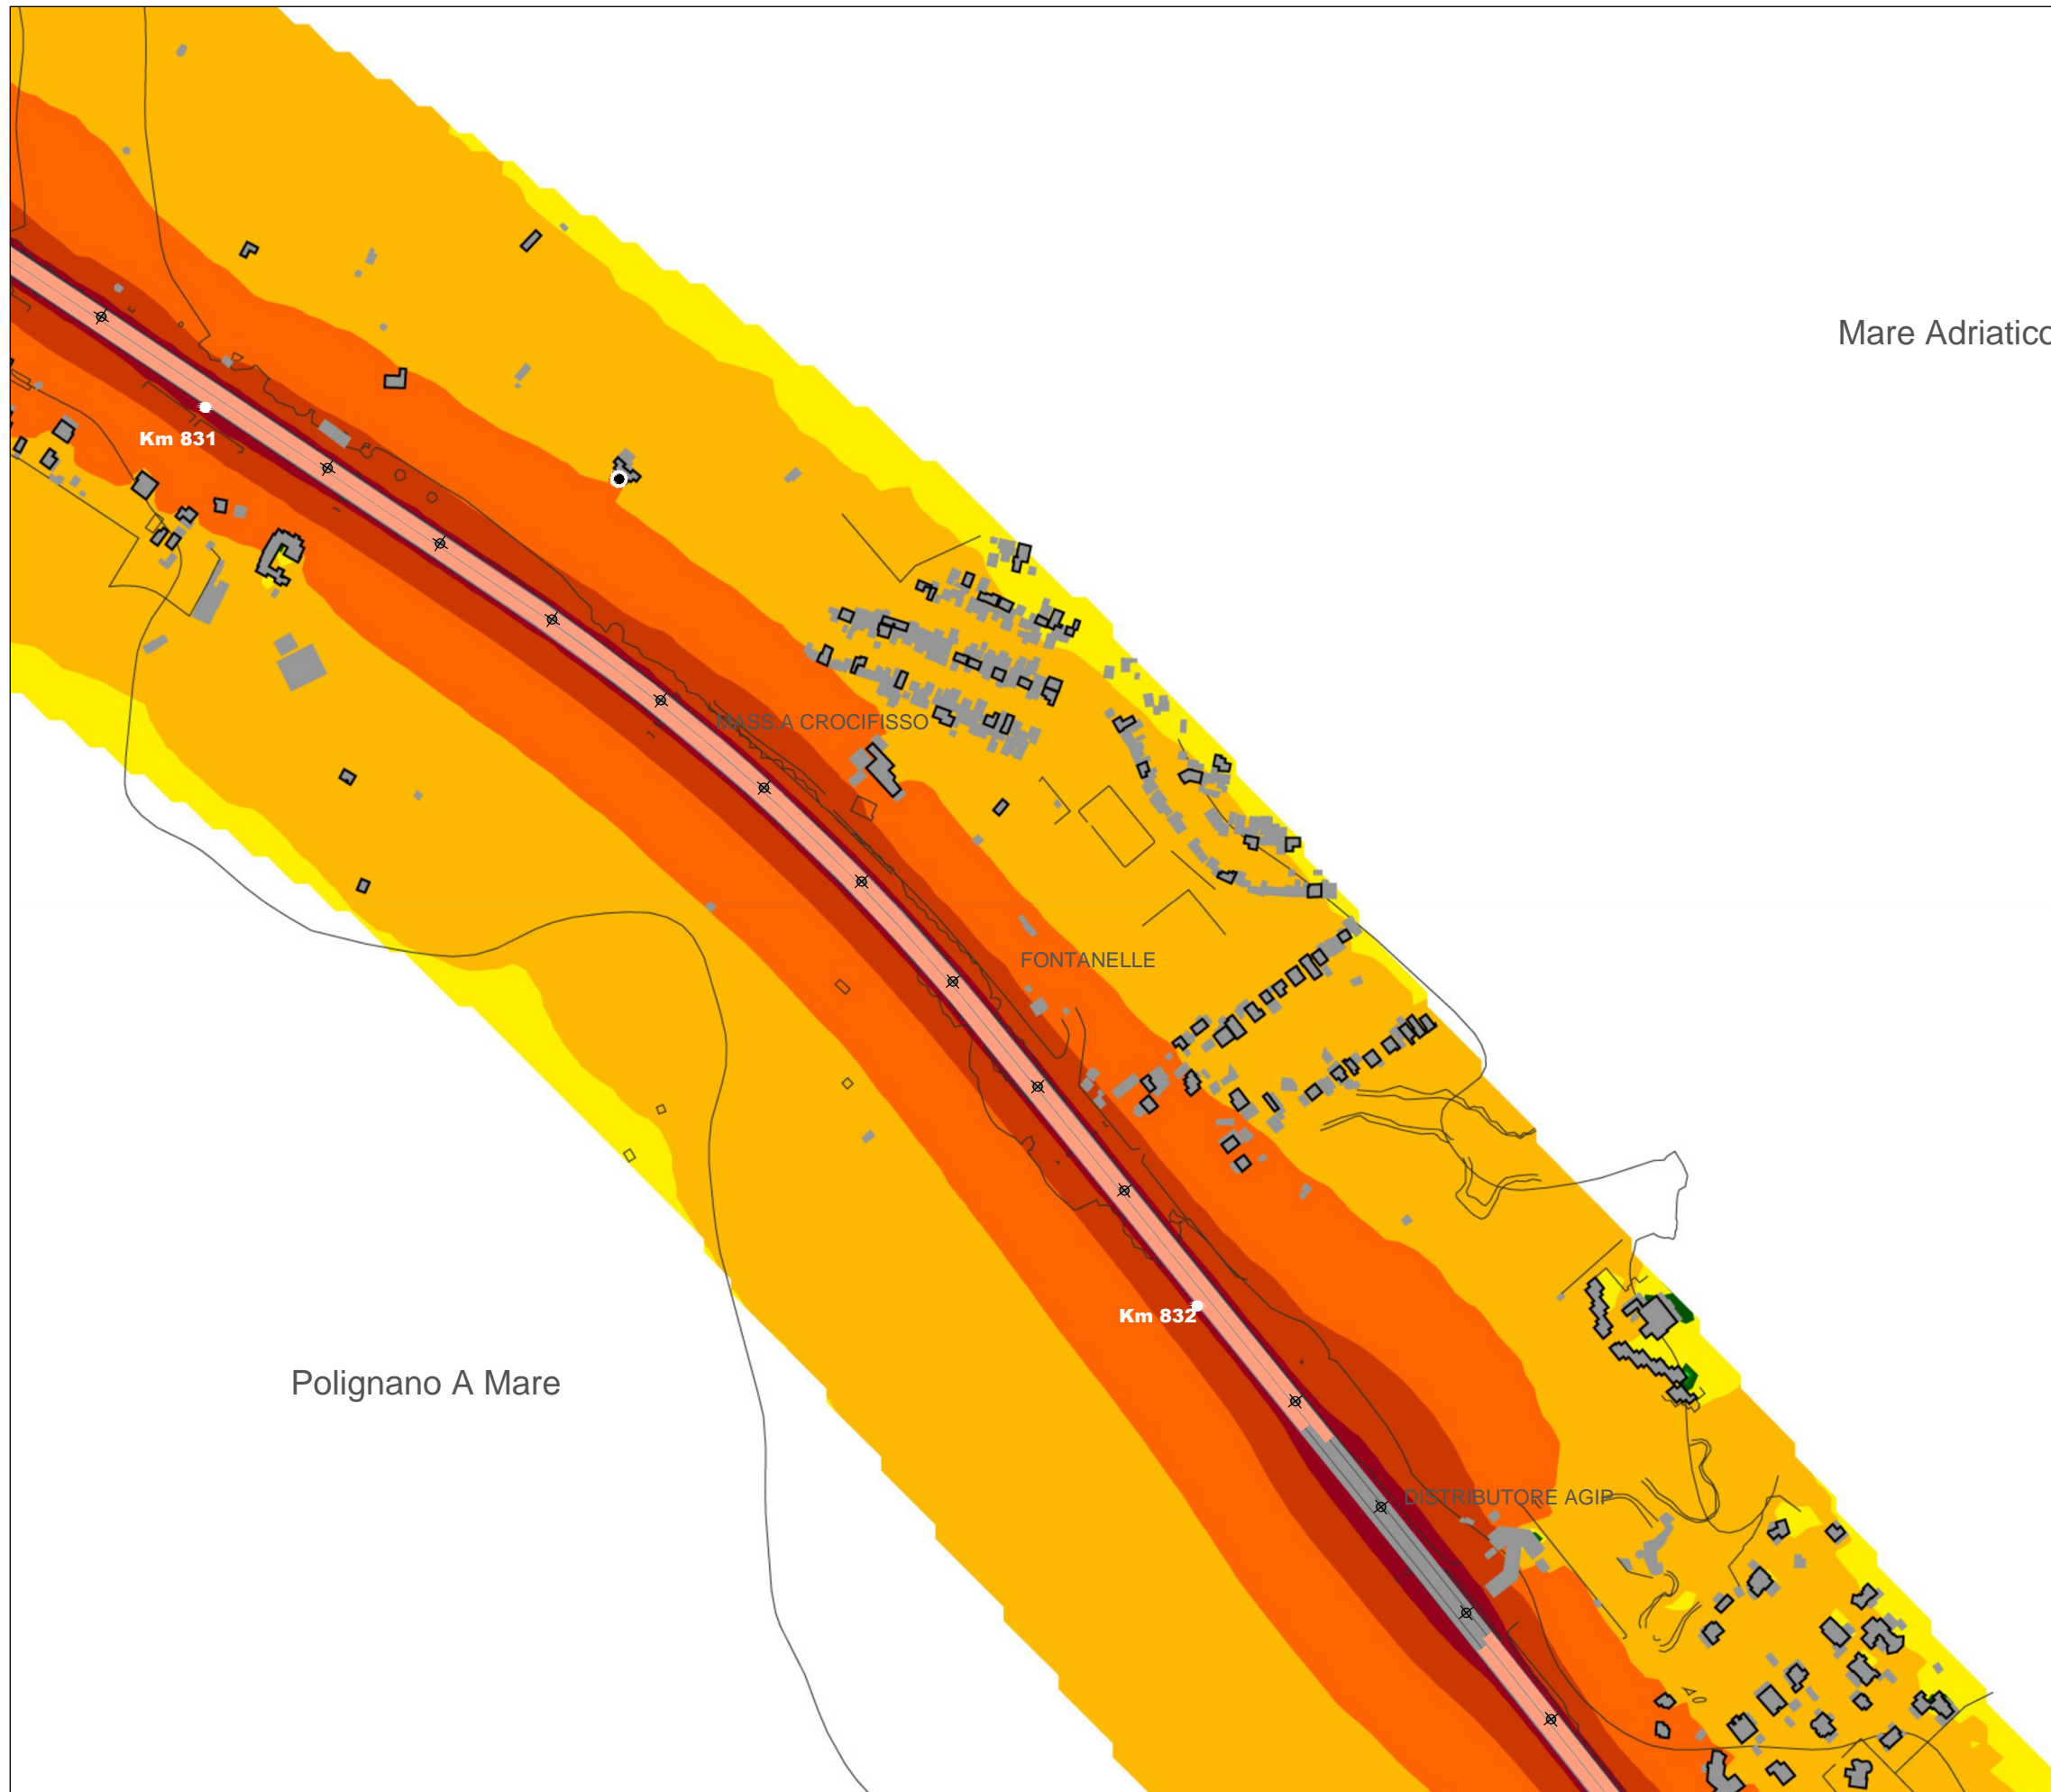 Mare Adriatico
Km 831
MASS.A CROCIFISSO
FONTANELLE
Km 832
Polignano A Mare
DISTRIBUTORE AGIP